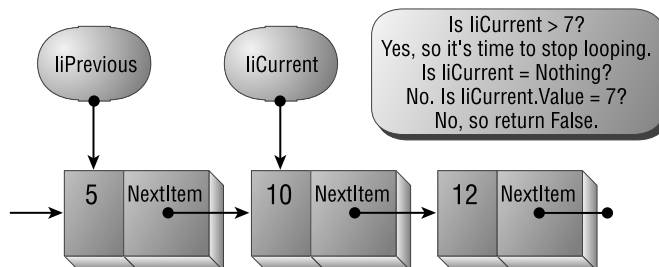 Is liCurrent > 7?
Yes, so it's time to stop looping.
Is liCurrent = Nothing?
No. Is liCurrent.Value = 7?
No, so return False.
liPrevious
liCurrent
5
NextItem
10
NextItem
12
NextItem